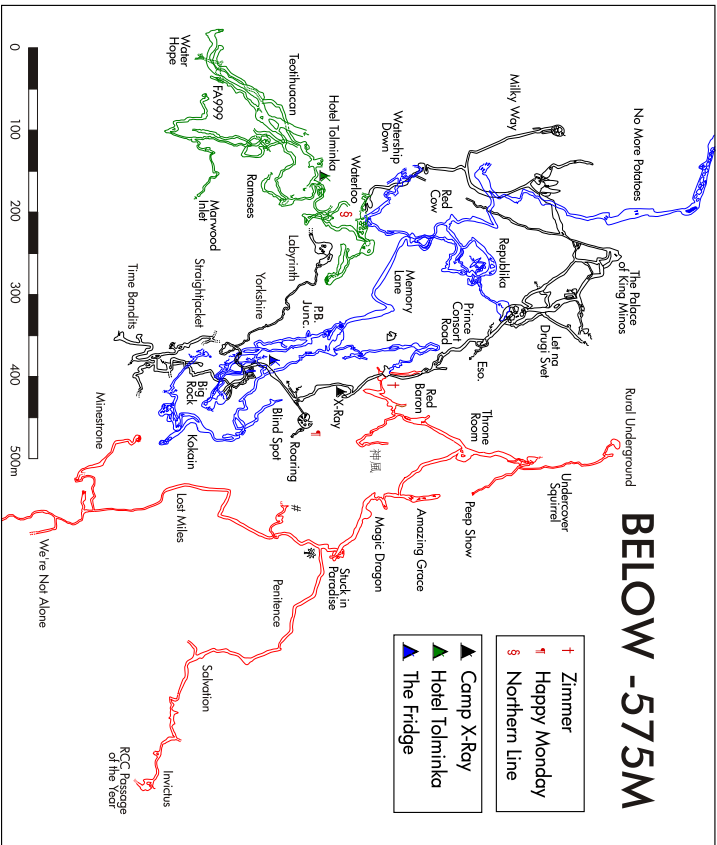 BELOW -575M
† Zimmer
¶ Happy Monday
§ Northern Line
Camp X-Ray
Hotel Tolminka
The Fridge
No More Potatoes
The Palace
of King Minos
Rural Underground
Milky Way
Let na
Drugi Svet
Undercover
Squirrel
Republika
Eso.
Throne
Room
Peep Show
Watership
Down
Red
Cow
Prince
Consort
Road
Red
Baron
†
Amazing Grace
Waterloo
Memory
Lane
X-Ray
神風
Magic Dragon
Hotel Tolminka
§
P.B.
Junc.
Roaring
¶
Stuck in
Paradise
Teotihuacan
Labyrinth
Blind Spot
#
Penitence
Rameses
Yorkshire
FA999
Marwood
Inlet
Straightjacket
Big
Rock
Kokain
Lost Miles
Salvation
Water
Hope
Time Bandits
Minestrone
We're Not Alone
Invictus
RCC Passage
of the Year
0
100
200
300
400
500m